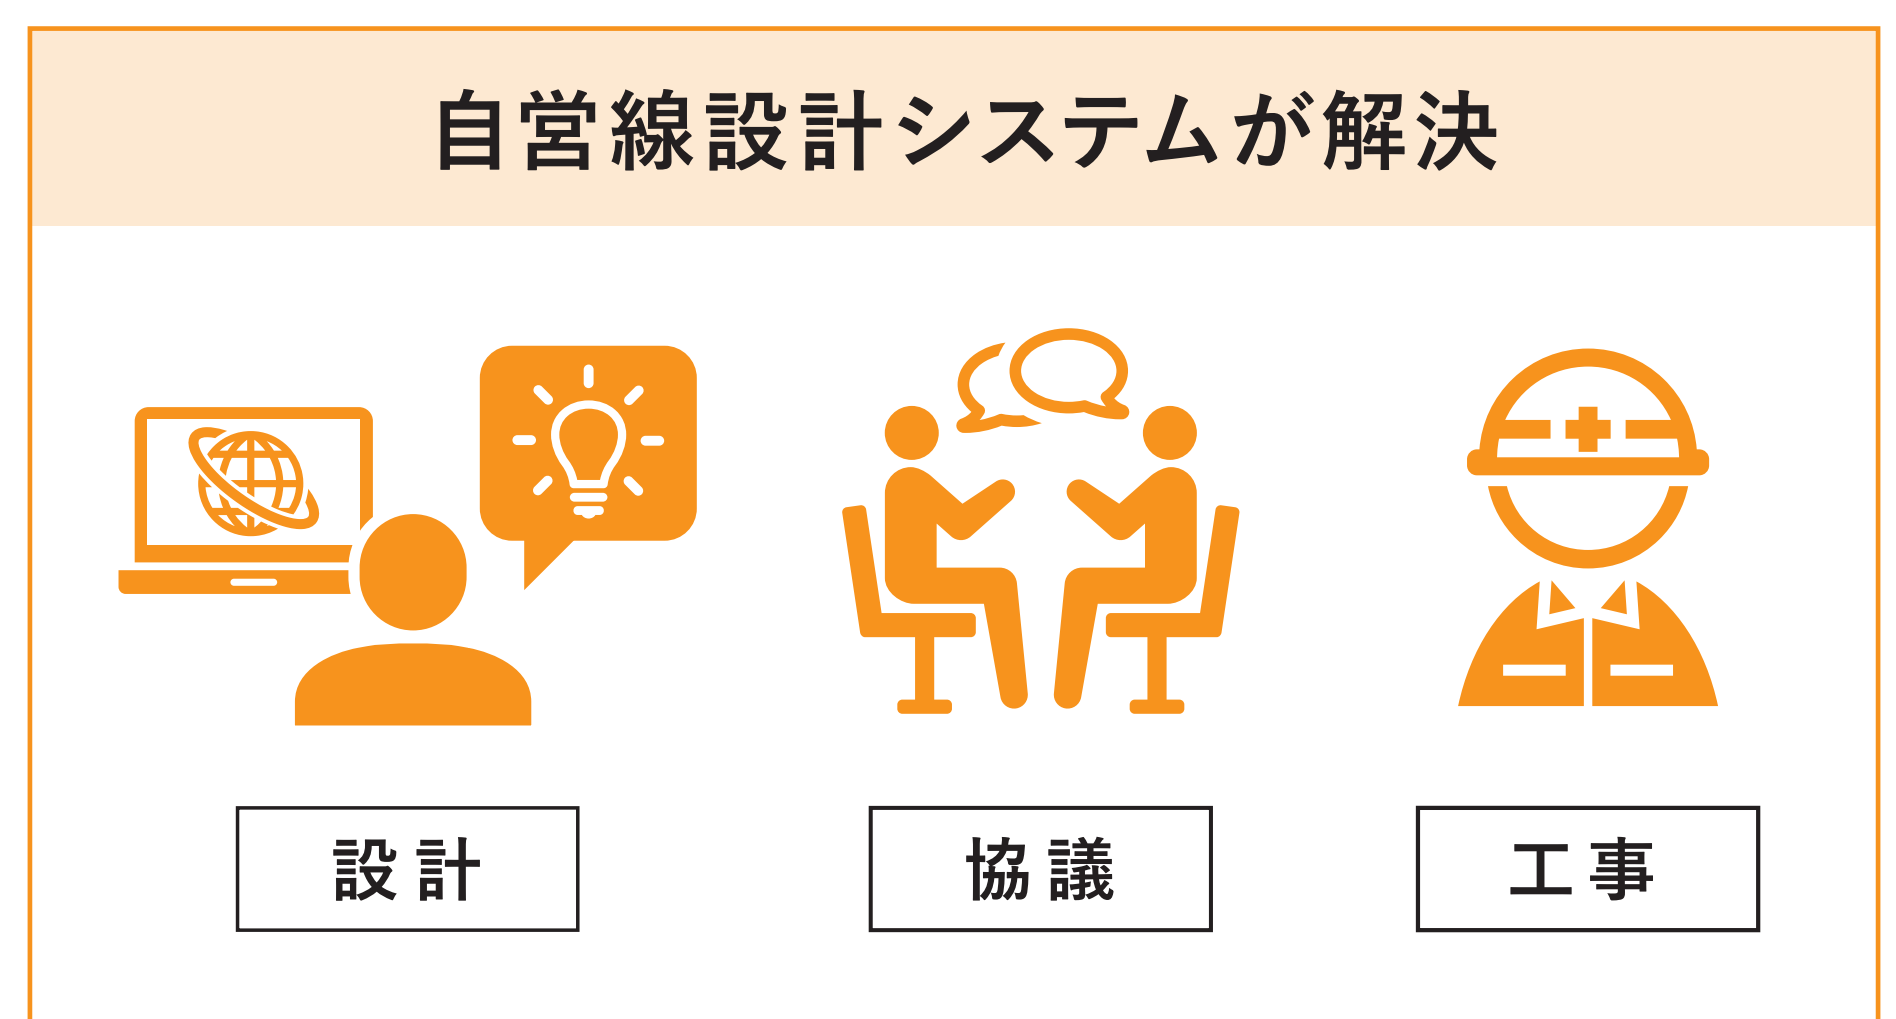 自営線設計システムが解決
設計
協議
工事